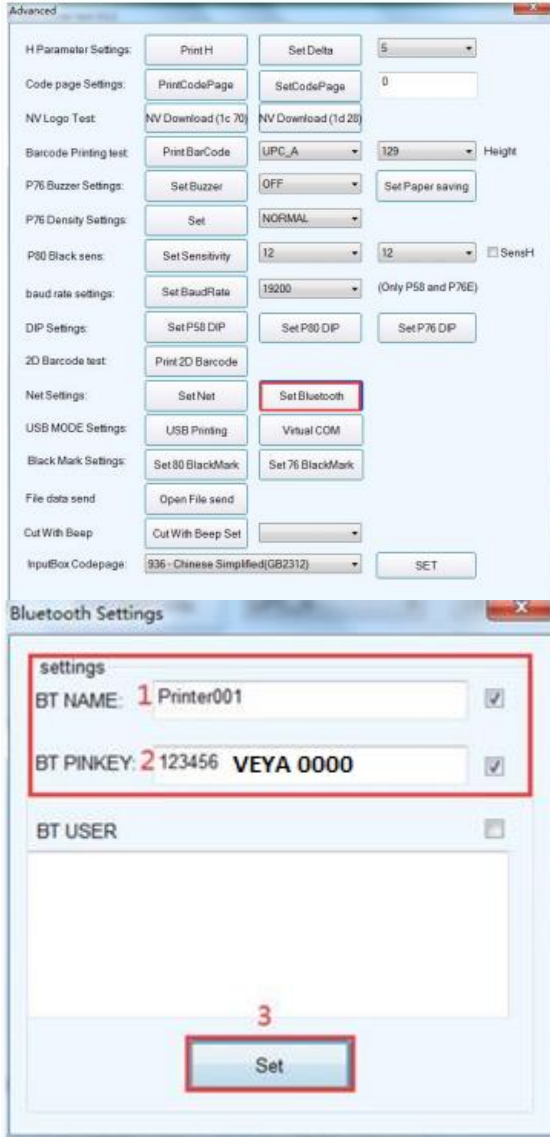 Advanced
H Parameter Settings: Print H Set Delta 5
Code page Settings: PrintCodePage SetCodePage 0
NV Logo Test NV Download (1c 70) NV Download (1d 28)
Barcode Printing test Print BarCode UPC_A 129 Height
P76 Buzzer Settings: Set Buzzer OFF Set Paper saving
P76 Density Settings: Set NORMAL
P80 Black sens: Set Sensitivity 12 12 SensH
baud rate settings: Set BaudRate 19200 (Only P58 and P76E)
DIP Settings: Set P58 DIP Set P80 DIP Set P76 DIP
2D Barcode test Print 2D Barcode
Net Settings: Set Net Set Bluetooth
USB MODE Settings: USB Printing Virtual COM
Black Mark Settings: Set 80 BlackMark Set 76 BlackMark
File data send Open File send
Cut With Beep Cut With Beep Set
InputBox Codepage: 936 - Chinese Simplified(GB2312) SET
Bluetooth Settings
settings
BT NAME: 1 Printer001
BT PINKEY: 2 123456 VEYA 0000
BT USER
3
Set